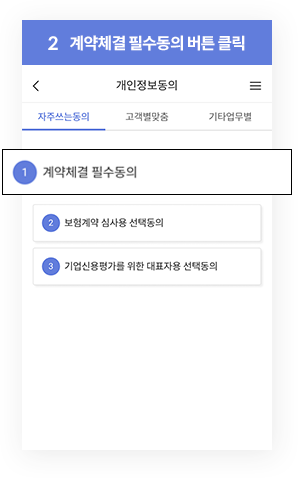 2 계약체결 필수동의 버튼 클릭
개인정보동의
자주쓰는동의 고객별맞춤 기타업무별
1 계약체결 필수동의
2 보험계약 심사용 선택동의
3 기업신용평가를 위한 대표자용 선택동의